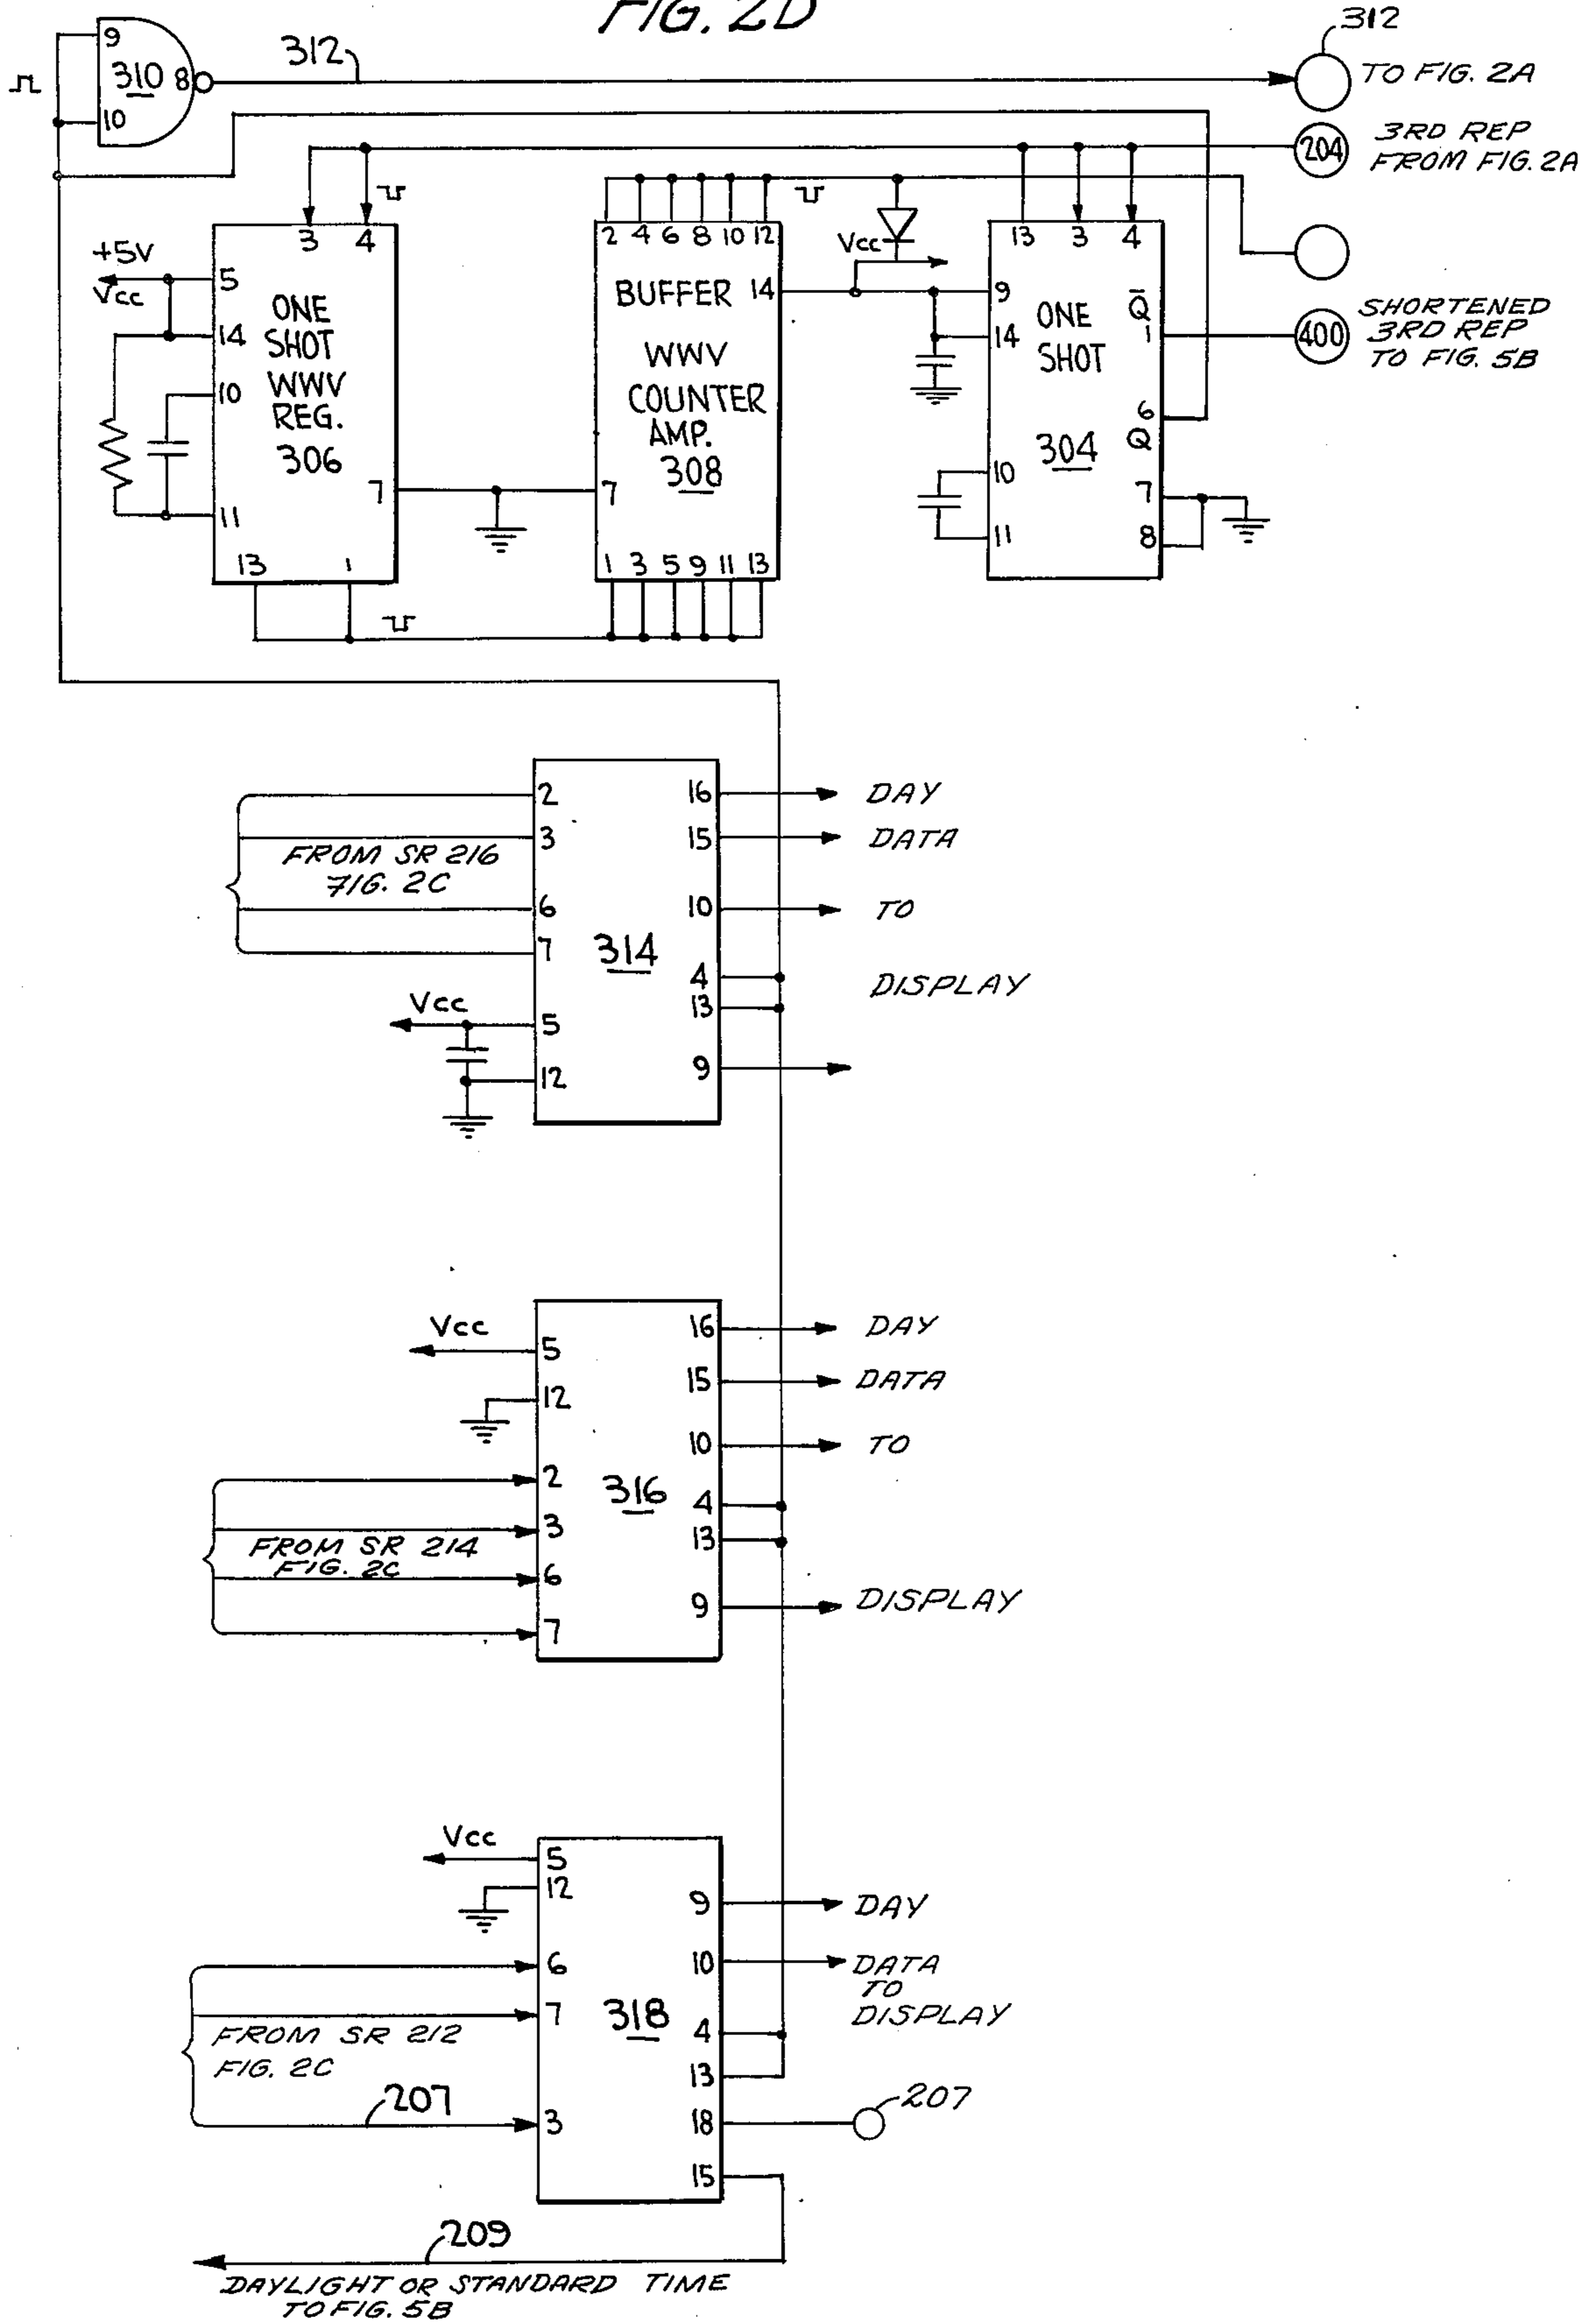 FIG. 2D
9
310 8
10
312
312
TO FIG. 2A
204
3RD REP
FROM FIG. 2A
3 4
+5V
Vcc
5
14
10
11
13 1
7
ONE
SHOT
WWV
REG.
306
2 4 6 8 10 12
BUFFER 14
WWV
COUNTER
AMP.
308
7
1 3 5 9 11 13
Vcc
13 3 4
9
14
10
11
ONE
SHOT
304
Q̅
1
6
Q
7
8
400
SHORTENED
3RD REP
TO FIG. 5B
2
3
FROM SR 216
FIG. 2C
6
7
Vcc
5
12
314
16
15
10
4
13
9
DAY
DATA
TO
DISPLAY
Vcc
5
12
2
3
FROM SR 214
FIG. 2C
6
7
316
16
15
10
4
13
9
DAY
DATA
TO
DISPLAY
Vcc
5
12
6
7
FROM SR 212
FIG. 2C
207
3
318
9
10
4
13
18
15
DAY
DATA
TO
DISPLAY
207
209
DAYLIGHT OR STANDARD TIME
TO FIG. 5B